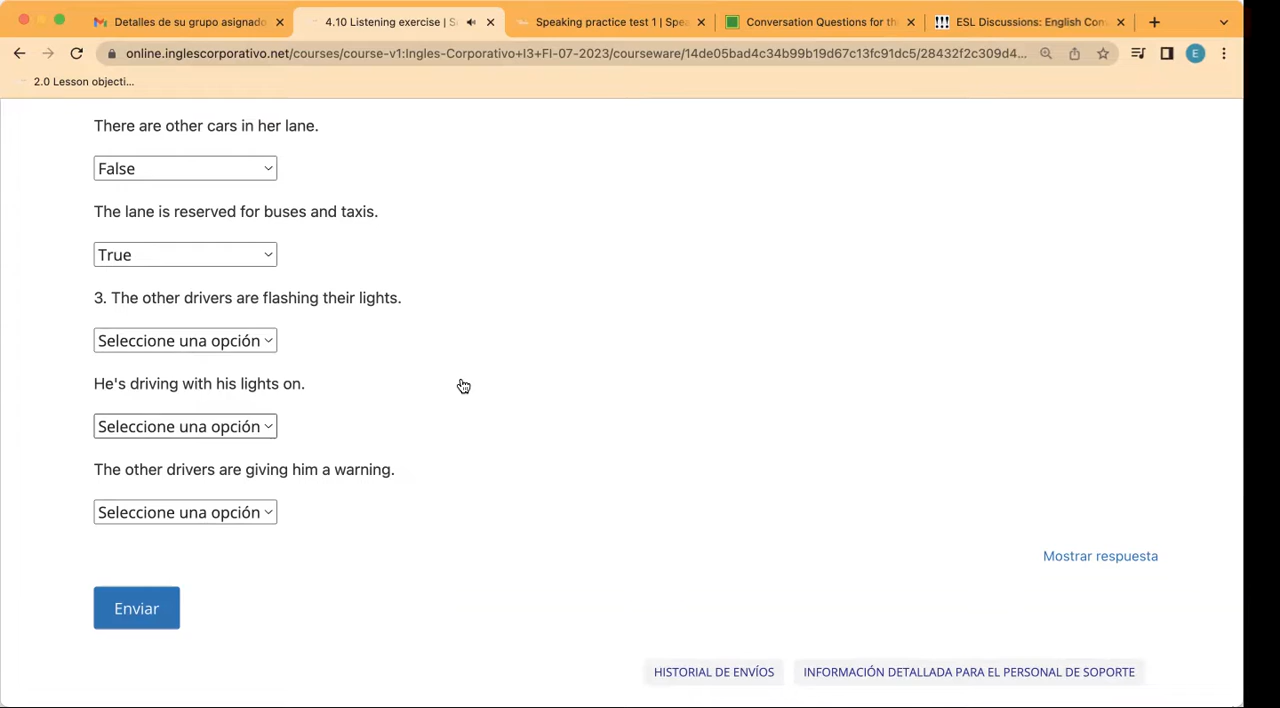 Detalles de su grupo asignado
4.10 Listening exercise | S
Speaking practice test 1 | Spea
Conversation Questions for th
ESL Discussions: English Con
online.inglescorporativo.net/courses/course-v1:Ingles-Corporativo+I3+FI-07-2023/courseware/14de05bad4c34b99b19d67c13fc91dc5/28432f2c309d4...
E
2.0 Lesson objecti...
There are other cars in her lane.
False
The lane is reserved for buses and taxis.
True
3. The other drivers are flashing their lights.
Seleccione una opción
He's driving with his lights on.
Seleccione una opción
The other drivers are giving him a warning.
Seleccione una opción
Mostrar respuesta
Enviar
HISTORIAL DE ENVÍOS
INFORMACIÓN DETALLADA PARA EL PERSONAL DE SOPORTE